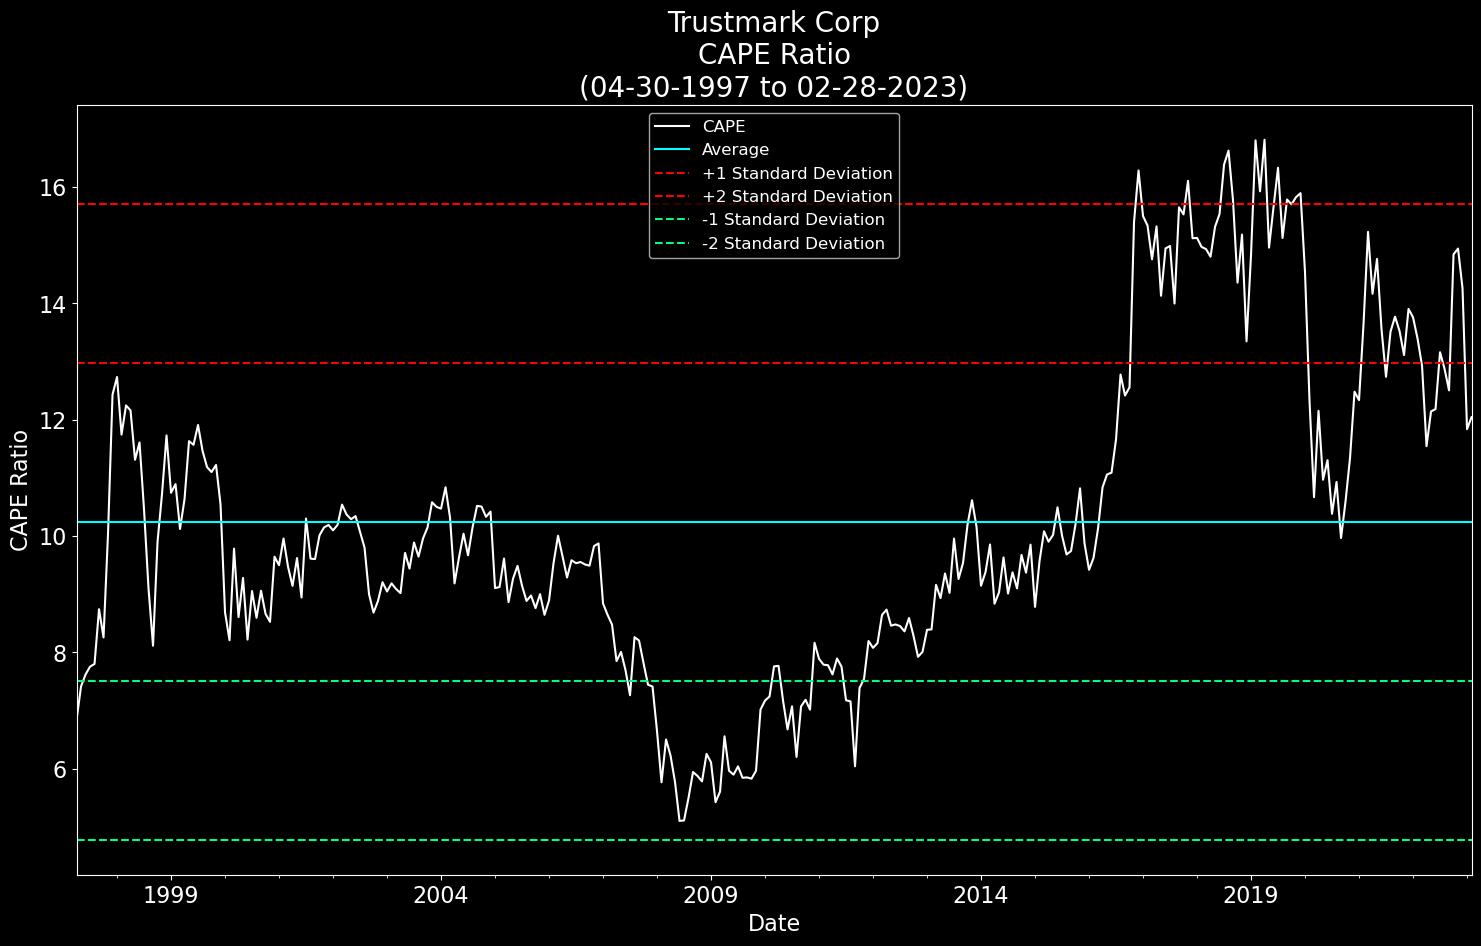 Trustmark Corp
CAPE Ratio
(04-30-1997 to 02-28-2023)
CAPE
Average
+1 Standard Deviation
+2 Standard Deviation
-1 Standard Deviation
-2 Standard Deviation
CAPE Ratio
16
14
12
10
8
6
1999 2004 2009 2014 2019
Date